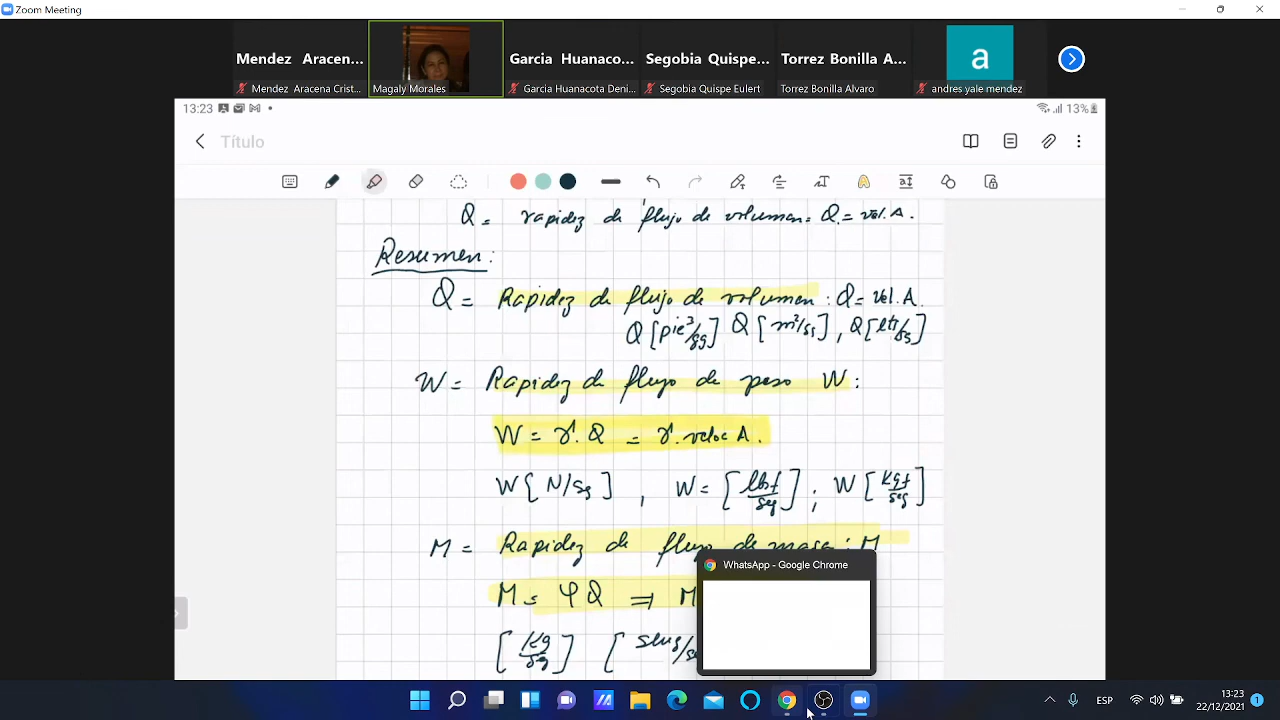 Zoom Meeting
Mendez Aracen...
Garcia Huanaco...
Segobia Quispe...
Torrez Bonilla A...
a
Mendez Aracena Crist...
Magaly Morales
Garcia Huanacota Deni...
Segobia Quispe Eulert
Torrez Bonilla Alvaro
andres yale mendez
13:23
13%
Título
Q = rapidez de flujo de volumen. Q = vel. A.
Resumen:
Q = Rapidez de flujo de volumen : Q = vel. A.
Q [pie³/sg] Q [m³/sg], Q [lts/sg]
W = Rapidez de flujo de peso W :
W = γ. Q = γ. veloc A.
W [N/sg] , W = [lbf/seg] ; W [Kgf/seg]
M = Rapidez de flujo de masa : M
M = φ Q ⇒ M
[Kg/sg] [slug/se
WhatsApp - Google Chrome
ESP
13:23
22/12/2021
1